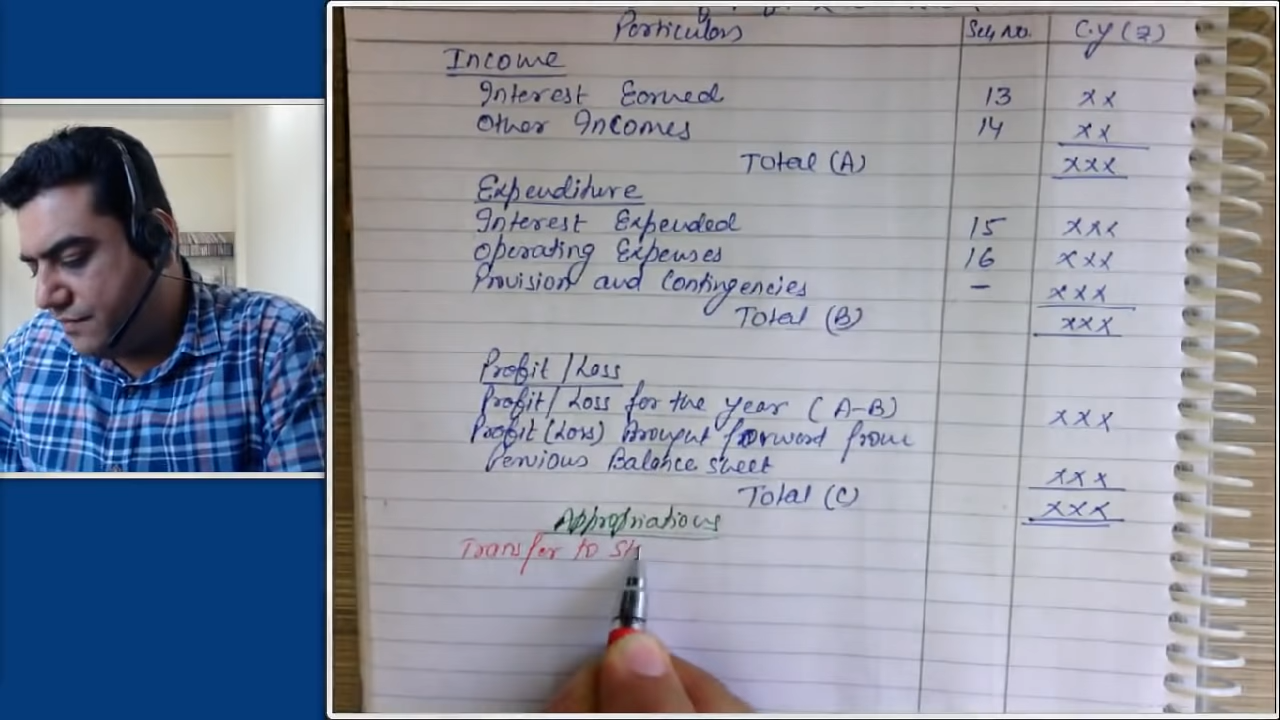 Particulars Sch No. C.Y (₹)
Income
Interest Earned 13 xx
Other Incomes 14 xx
Total (A) xxx
Expenditure
Interest Expended 15 xxx
Operating Expenses 16 xxx
Provision and Contingencies - xxx
Total (B) xxx
Profit / Loss
Profit / Loss for the year (A-B) xxx
Profit (Loss) Brought forward from
Pervious Balance sheet xxx
Total (C) xxx
Appropriations
Transfer to St